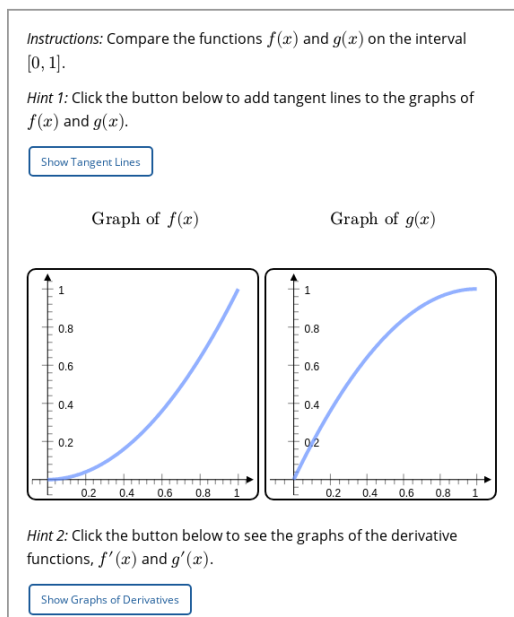 Instructions: Compare the functions f(x) and g(x) on the interval
[0, 1].
Hint 1: Click the button below to add tangent lines to the graphs of
f(x) and g(x).
Show Tangent Lines
Graph of f(x)
Graph of g(x)
1
0.8
0.6
0.4
0.2
0.2 0.4 0.6 0.8 1
1
0.8
0.6
0.4
0.2
0.2 0.4 0.6 0.8 1
Hint 2: Click the button below to see the graphs of the derivative
functions, f′(x) and g′(x).
Show Graphs of Derivatives